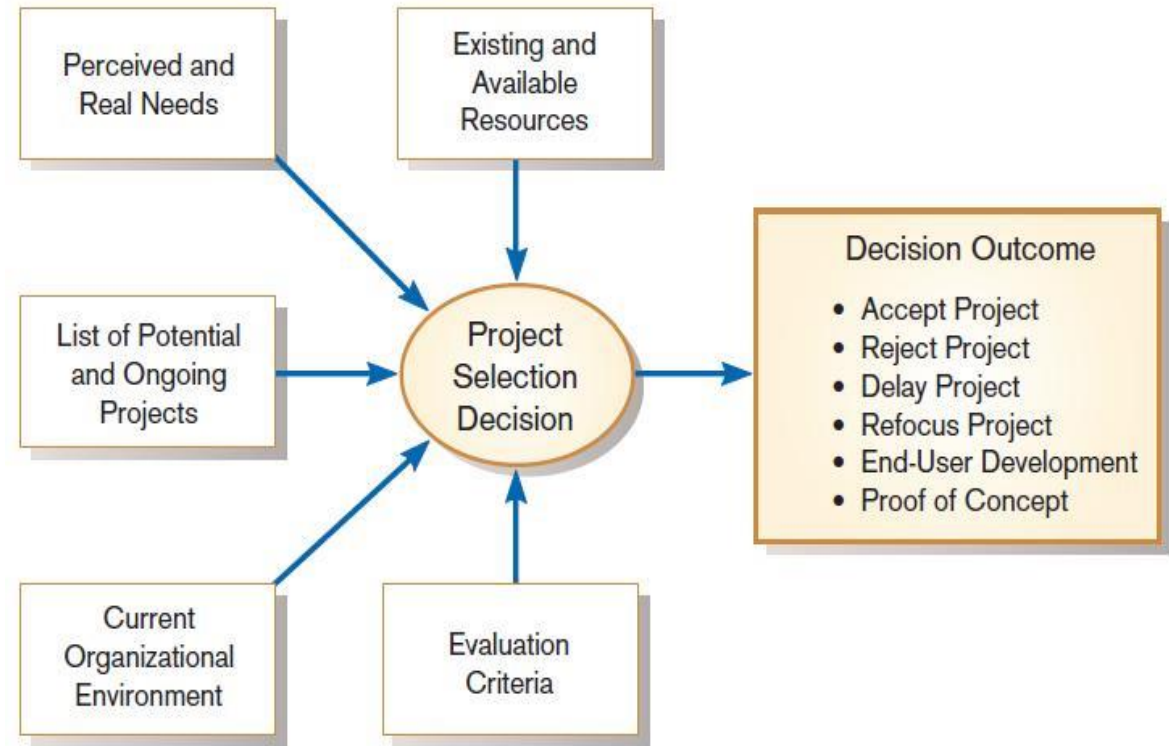 Perceived and
Real Needs
Existing and
Available
Resources
List of Potential
and Ongoing
Projects
Project
Selection
Decision
Decision Outcome
• Accept Project
• Reject Project
• Delay Project
• Refocus Project
• End-User Development
• Proof of Concept
Current
Organizational
Environment
Evaluation
Criteria